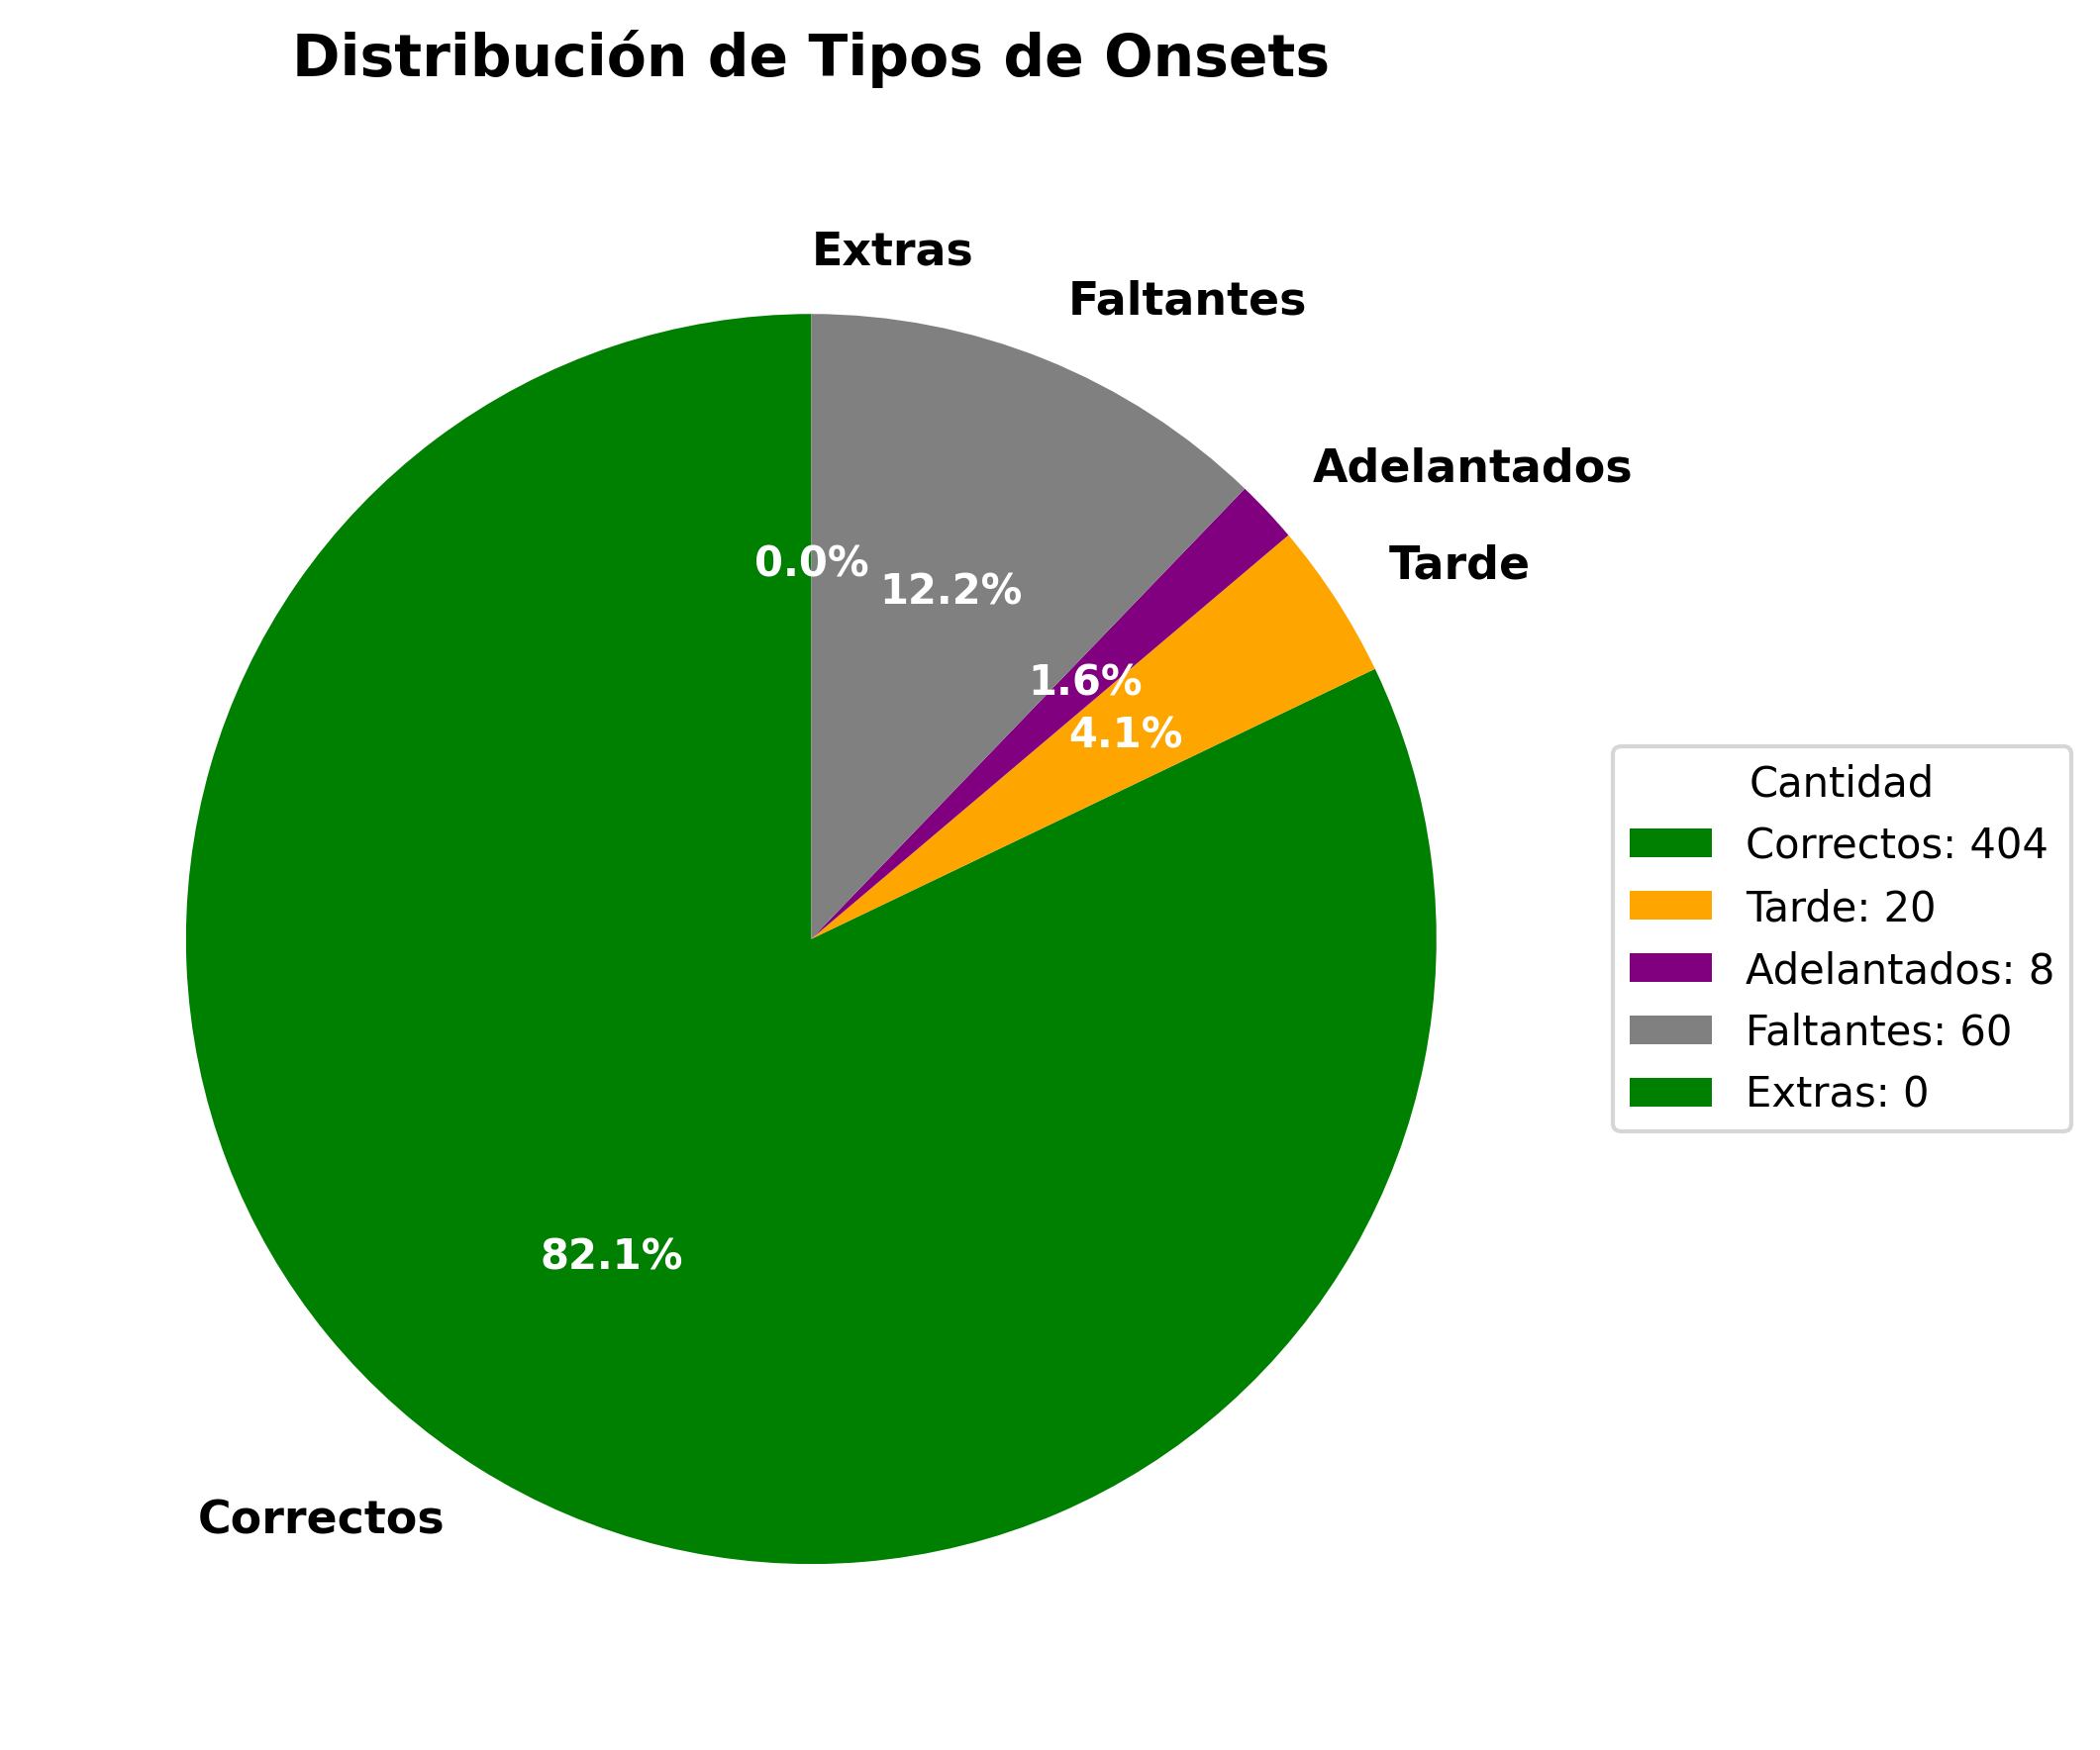 Distribución de Tipos de Onsets
Extras
Faltantes
Adelantados
Tarde
0.0%
12.2%
1.6%
4.1%
82.1%
Correctos
Cantidad
Correctos: 404
Tarde: 20
Adelantados: 8
Faltantes: 60
Extras: 0